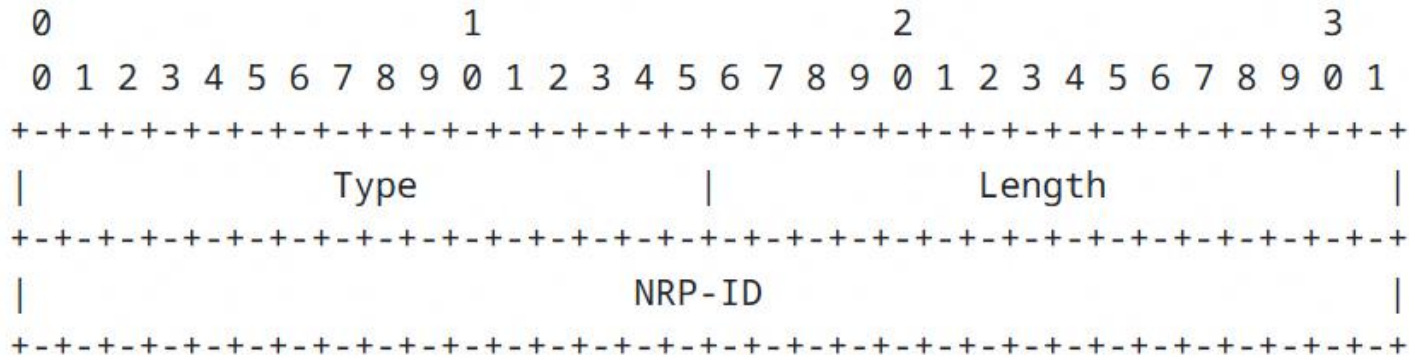 0                   1                   2                   3
 0 1 2 3 4 5 6 7 8 9 0 1 2 3 4 5 6 7 8 9 0 1 2 3 4 5 6 7 8 9 0 1
+-+-+-+-+-+-+-+-+-+-+-+-+-+-+-+-+-+-+-+-+-+-+-+-+-+-+-+-+-+-+-+-+
|              Type             |            Length             |
+-+-+-+-+-+-+-+-+-+-+-+-+-+-+-+-+-+-+-+-+-+-+-+-+-+-+-+-+-+-+-+-+
|                            NRP-ID                             |
+-+-+-+-+-+-+-+-+-+-+-+-+-+-+-+-+-+-+-+-+-+-+-+-+-+-+-+-+-+-+-+-+